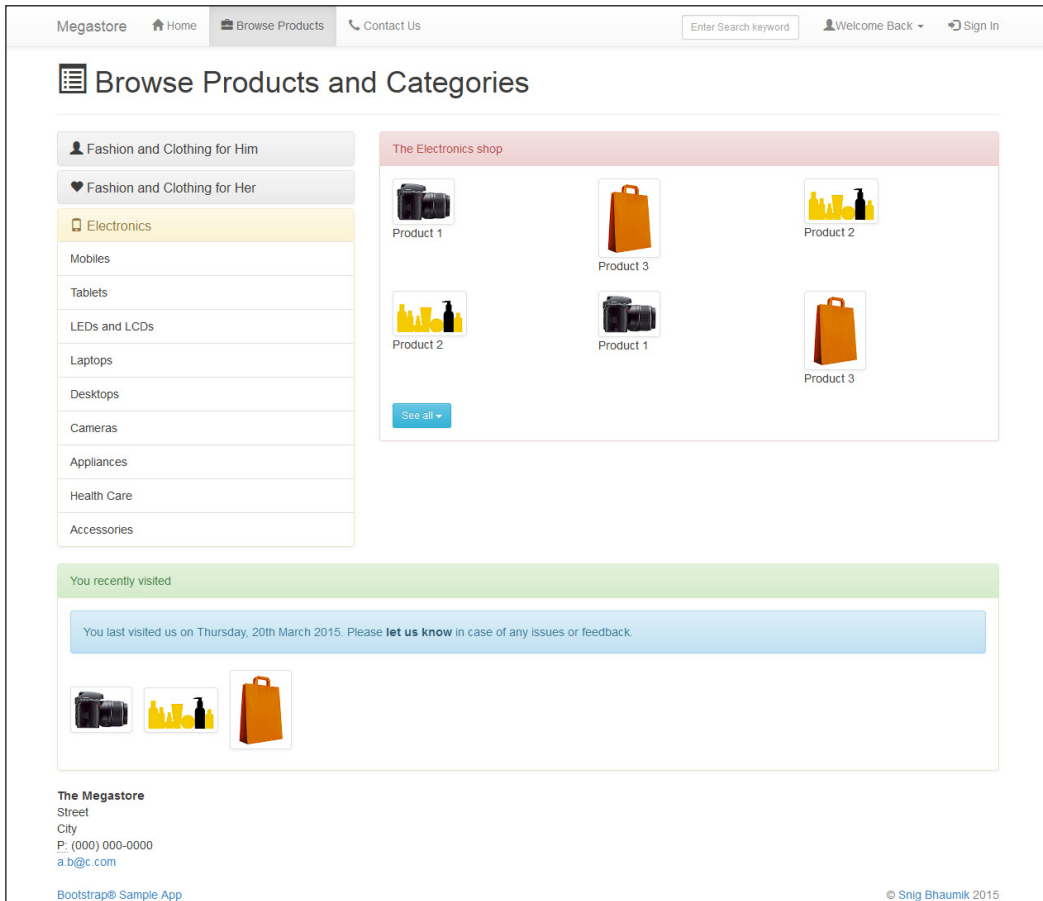 Megastore Home Browse Products Contact Us Enter Search keyword Welcome Back Sign In
Browse Products and Categories
Fashion and Clothing for Him
Fashion and Clothing for Her
Electronics
Mobiles
Tablets
LEDs and LCDs
Laptops
Desktops
Cameras
Appliances
Health Care
Accessories
The Electronics shop
Product 1
Product 3
Product 2
Product 2
Product 1
Product 3
See all
You recently visited
You last visited us on Thursday, 20th March 2015. Please let us know in case of any issues or feedback.
The Megastore
Street
City
P: (000) 000-0000
a.b@c.com
Bootstrap® Sample App © Snig Bhaumik 2015